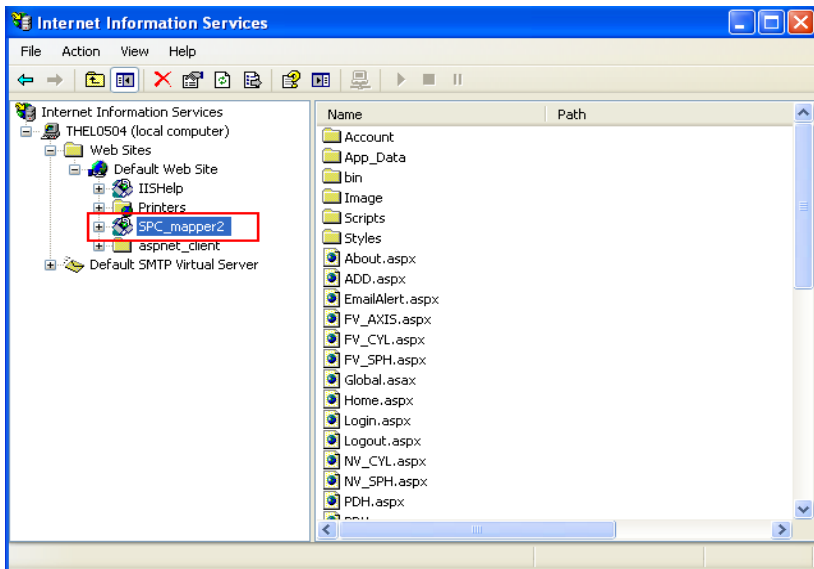 Internet Information Services
File Action View Help
Internet Information Services
THEL0504 (local computer)
Web Sites
Default Web Site
IISHelp
Printers
SPC_mapper2
aspnet_client
Default SMTP Virtual Server
Name Path
Account
App_Data
bin
Image
Scripts
Styles
About.aspx
ADD.aspx
EmailAlert.aspx
FV_AXIS.aspx
FV_CYL.aspx
FV_SPH.aspx
Global.asax
Home.aspx
Login.aspx
Logout.aspx
NV_CYL.aspx
NV_SPH.aspx
PDH.aspx